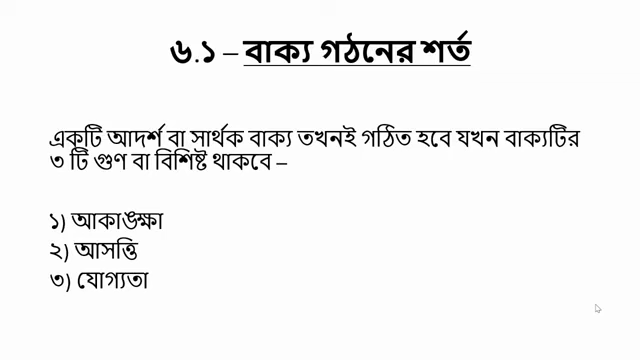 ৬.১ – বাক্য গঠনের শর্ত
একটি আদর্শ বা সার্থক বাক্য তখনই গঠিত হবে যখন বাক্যটির
৩ টি গুণ বা বিশিষ্ট থাকবে –
১) আকাঙ্ক্ষা
২) আসত্তি
৩) যোগ্যতা